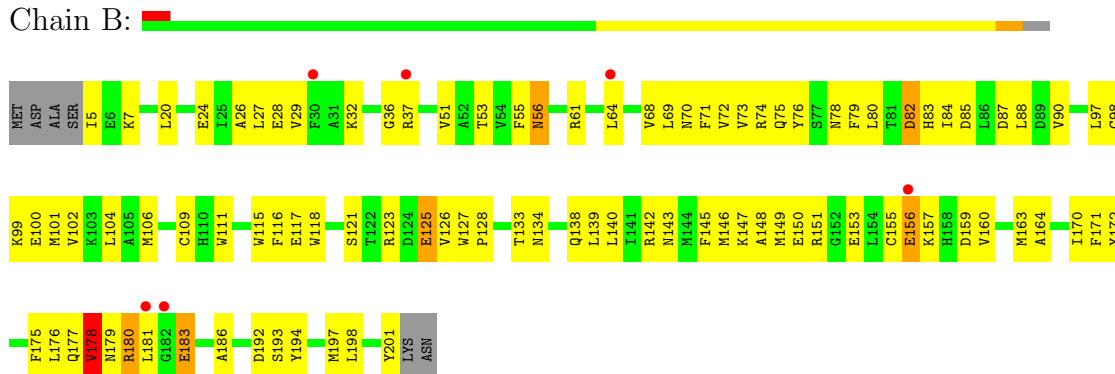 Chain B:
MET ASP ALA SER I5 E6 K7 L20 E24 I25 A26 L27 E28 V29 F30 A31 K32 G36 R37 V51 A52 T53 V54 F55 N56 R61 L64 V68 L69 N70 F71 V72 V73 R74 Q75 Y76 S77 N78 F79 L80 T81 D82 H83 I84 D85 L86 D87 L88 D89 V90 L97
K99 E100 M101 V102 K103 L104 A105 M106 C109 H110 W111 W115 F116 E117 W118 S121 T122 R123 D124 E125 V126 W127 P128 T133 N134 Q138 L139 L140 I141 R142 N143 M144 F145 M146 K147 A148 M149 E150 R151 G152 E153 L154 C155 E156 K157 H158 D159 V160 M163 A164 I170 F171
F175 L176 Q177 V178 N179 R180 L181 G182 E183 A186 D192 S193 Y194 M197 L198 Y201 LYS ASN